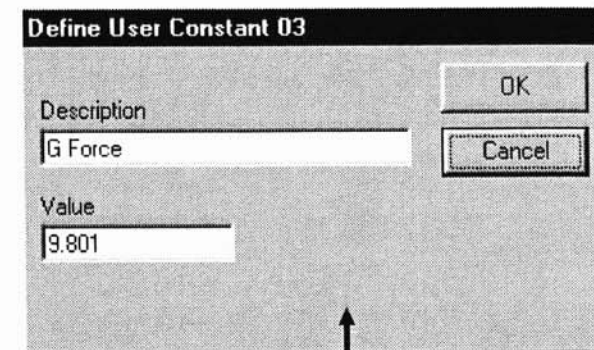 Define User Constant 03
OK
Description
G Force
Cancel
Value
9.801